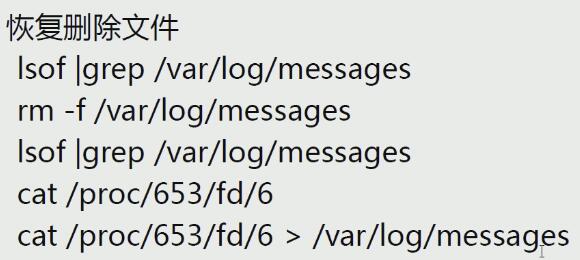 恢复删除文件
lsof |grep /var/log/messages
rm -f /var/log/messages
lsof |grep /var/log/messages
cat /proc/653/fd/6
cat /proc/653/fd/6 > /var/log/messages